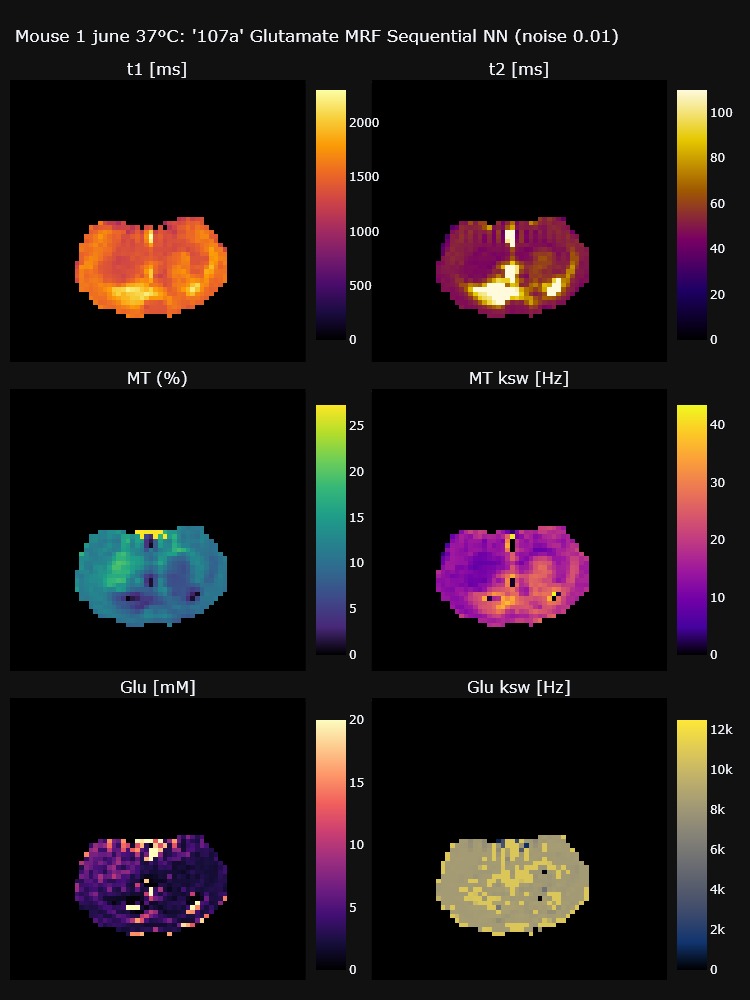 Mouse 1 june 37ºC: '107a' Glutamate MRF Sequential NN (noise 0.01)
t1 [ms]
t2 [ms]
2000
1500
1000
500
0
100
80
60
40
20
0
MT (%)
MT ksw [Hz]
25
20
15
10
5
0
40
30
20
10
0
Glu [mM]
Glu ksw [Hz]
20
15
10
5
0
12k
10k
8k
6k
4k
2k
0